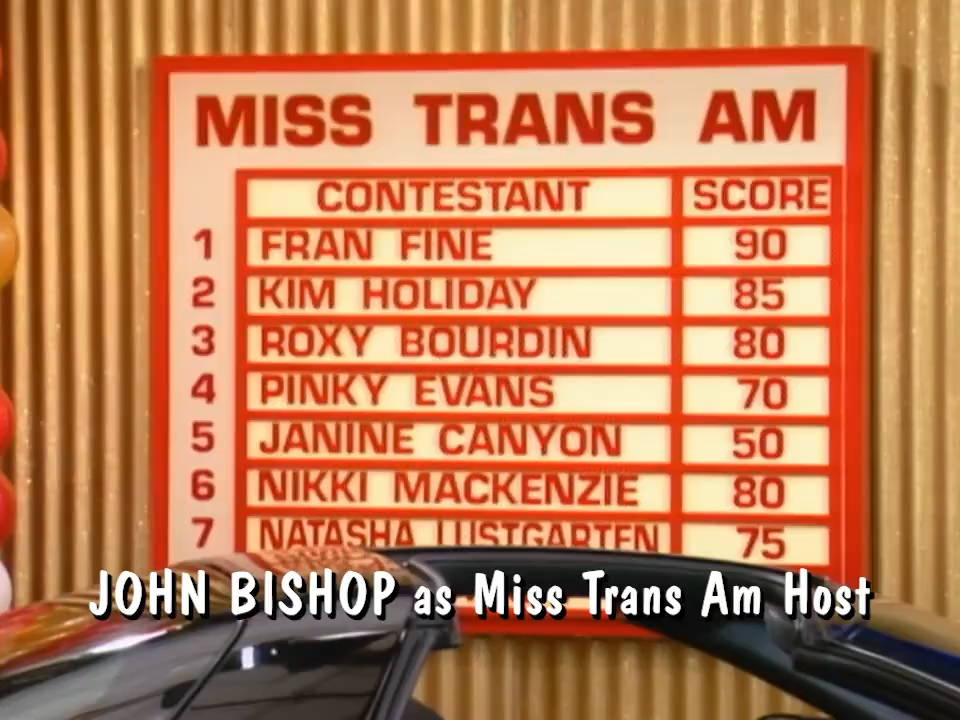 MISS TRANS AM
CONTESTANT SCORE
1 FRAN FINE 90
2 KIM HOLIDAY 85
3 ROXY BOURDIN 80
4 PINKY EVANS 70
5 JANINE CANYON 50
6 NIKKI MACKENZIE 80
7 NATASHA LUSTGARTEN 75
JOHN BISHOP as Miss Trans Am Host